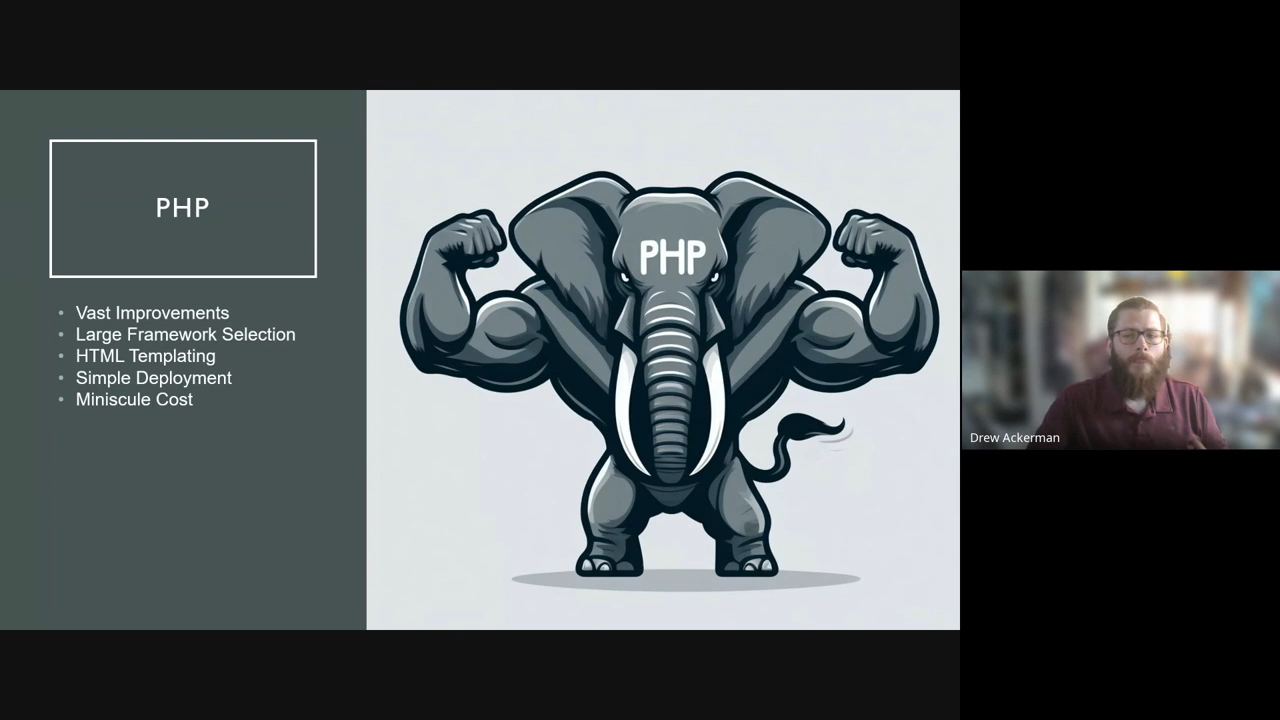 PHP
Vast Improvements
Large Framework Selection
HTML Templating
Simple Deployment
Miniscule Cost
PHP
Drew Ackerman